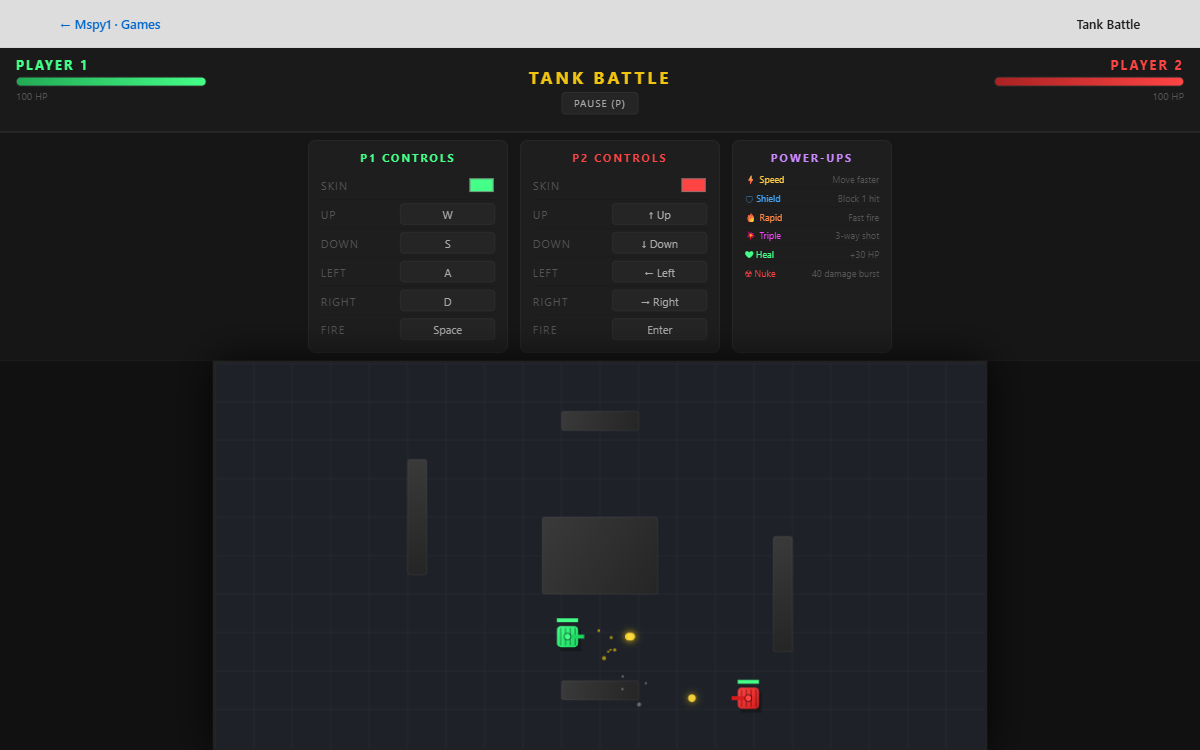 ← Mspy1 · Games
Tank Battle
PLAYER 1
100 HP
TANK BATTLE
PAUSE (P)
PLAYER 2
100 HP
P1 CONTROLS
SKIN
UP W
DOWN S
LEFT A
RIGHT D
FIRE Space
P2 CONTROLS
SKIN
UP ↑ Up
DOWN ↓ Down
LEFT ← Left
RIGHT → Right
FIRE Enter
POWER-UPS
⚡ Speed Move faster
🛡 Shield Block 1 hit
🔥 Rapid Fast fire
💥 Triple 3-way shot
💚 Heal +30 HP
☢ Nuke 40 damage burst